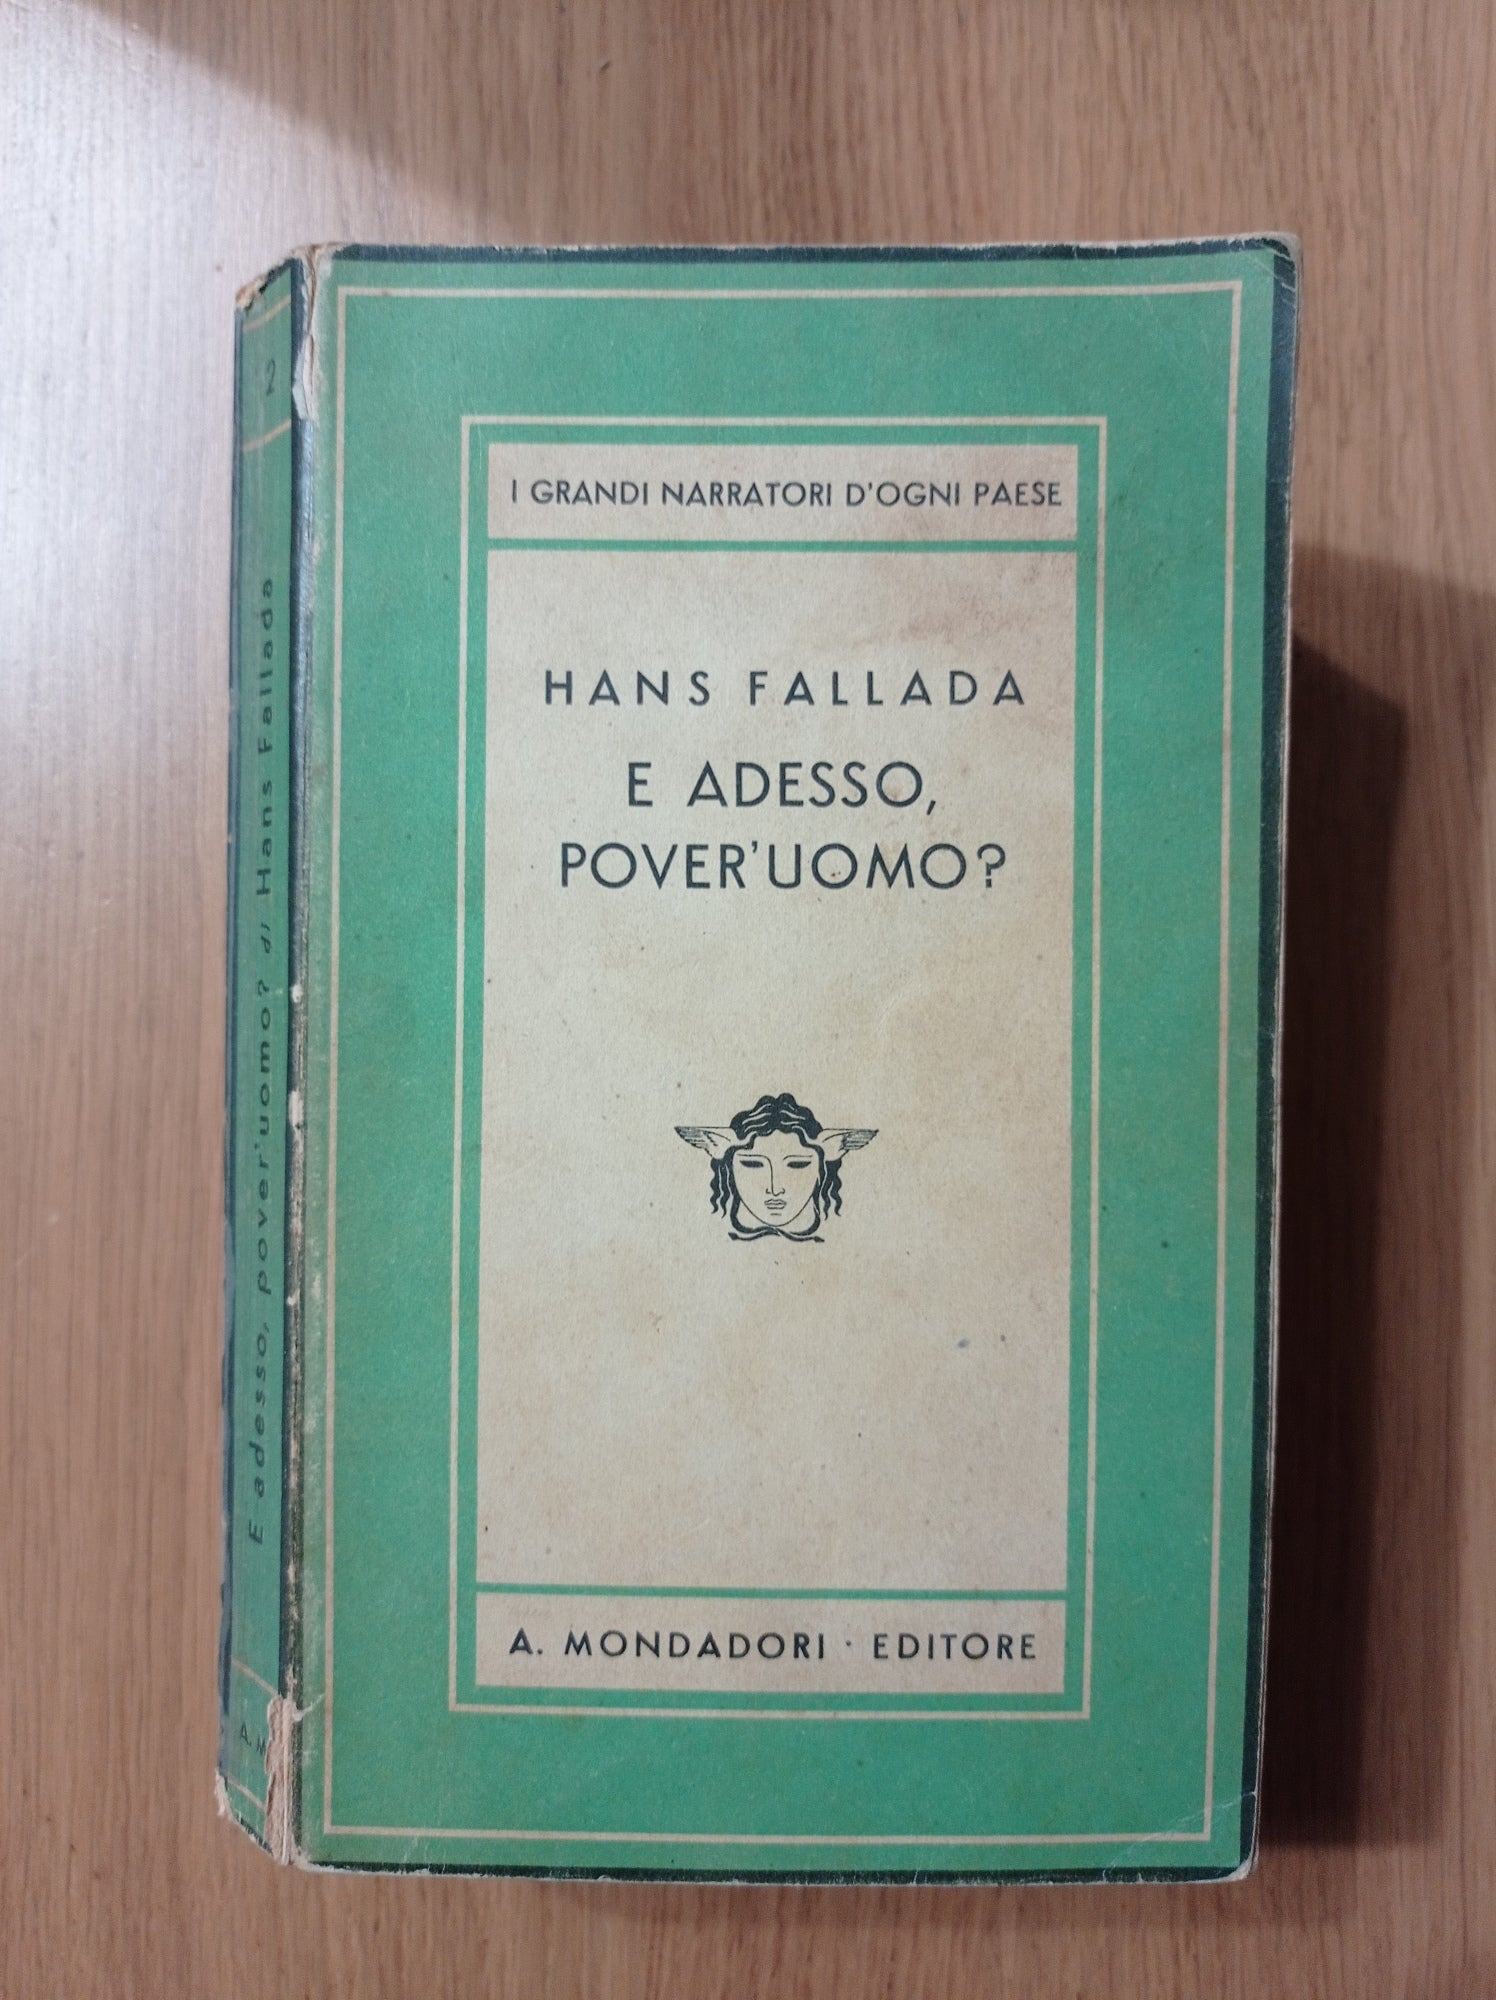 I GRANDI NARRATORI D'OGNI PAESE
HANS FALLADA
E ADESSO,
POVER'UOMO?
A. MONDADORI · EDITORE
2
E adesso, pover'uomo? di Hans Fallada
A. M